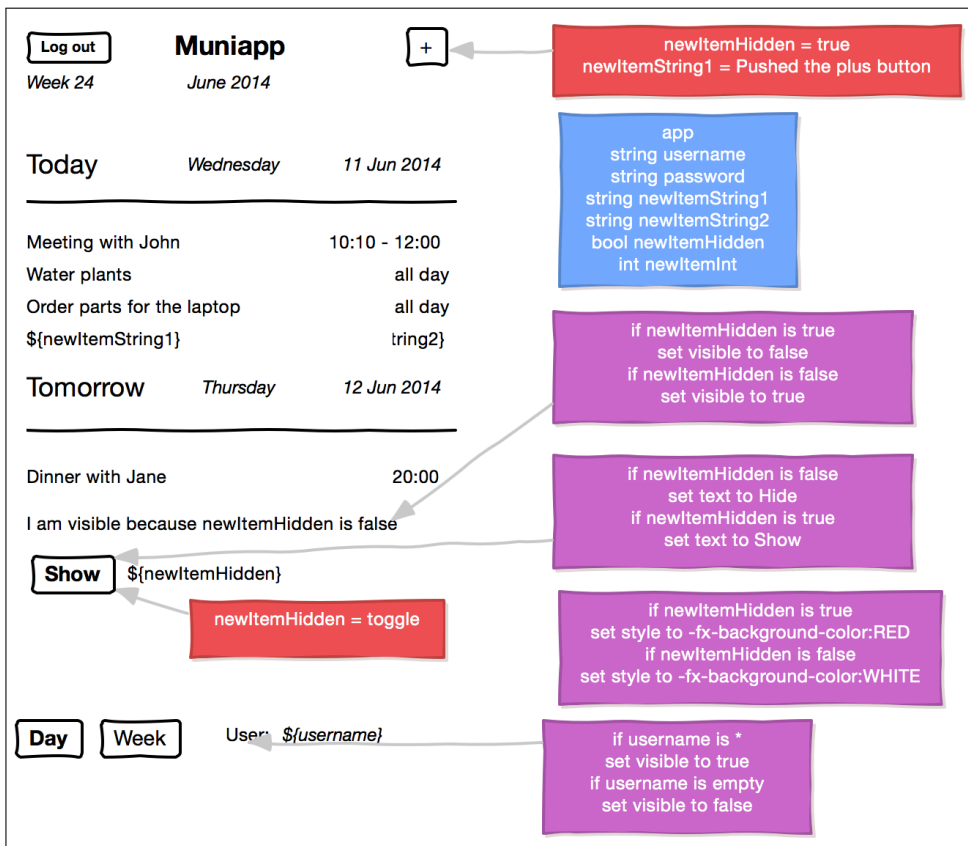 Log out
Muniapp
+
Week 24
June 2014
newItemHidden = true
newItemString1 = Pushed the plus button
app
string username
string password
string newItemString1
string newItemString2
bool newItemHidden
int newItemInt
Today Wednesday 11 Jun 2014
Meeting with John 10:10 - 12:00
Water plants all day
Order parts for the laptop all day
${newItemString1} tring2}
if newItemHidden is true
set visible to false
if newItemHidden is false
set visible to true
Tomorrow Thursday 12 Jun 2014
Dinner with Jane 20:00
I am visible because newItemHidden is false
if newItemHidden is false
set text to Hide
if newItemHidden is true
set text to Show
Show ${newItemHidden}
newItemHidden = toggle
if newItemHidden is true
set style to -fx-background-color:RED
if newItemHidden is false
set style to -fx-background-color:WHITE
Day Week User: ${username}
if username is *
set visible to true
if username is empty
set visible to false